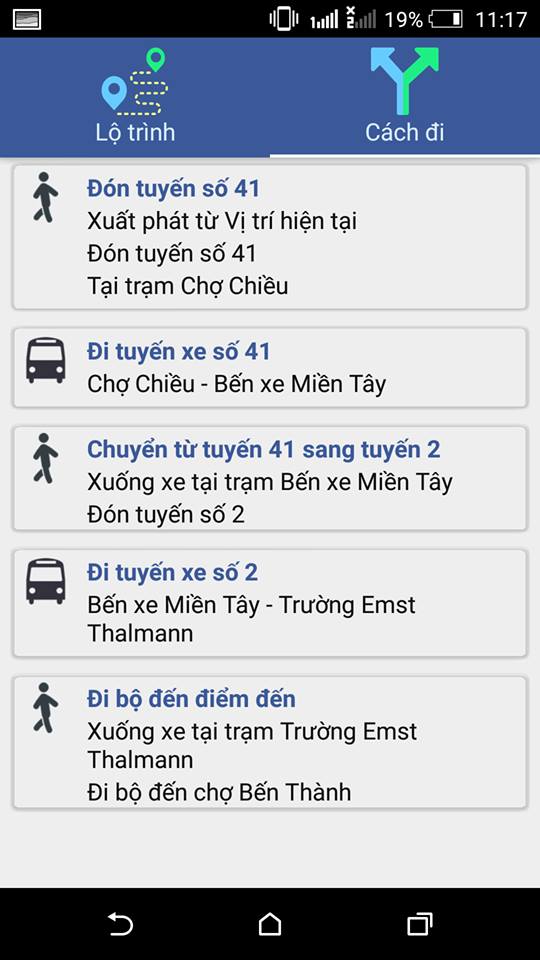 19% 11:17
Lộ trình
Cách đi
Đón tuyến số 41
Xuất phát từ Vị trí hiện tại
Đón tuyến số 41
Tại trạm Chợ Chiều
Đi tuyến xe số 41
Chợ Chiều - Bến xe Miền Tây
Chuyển từ tuyến 41 sang tuyến 2
Xuống xe tại trạm Bến xe Miền Tây
Đón tuyến số 2
Đi tuyến xe số 2
Bến xe Miền Tây - Trường Emst
Thalmann
Đi bộ đến điểm đến
Xuống xe tại trạm Trường Emst
Thalmann
Đi bộ đến chợ Bến Thành